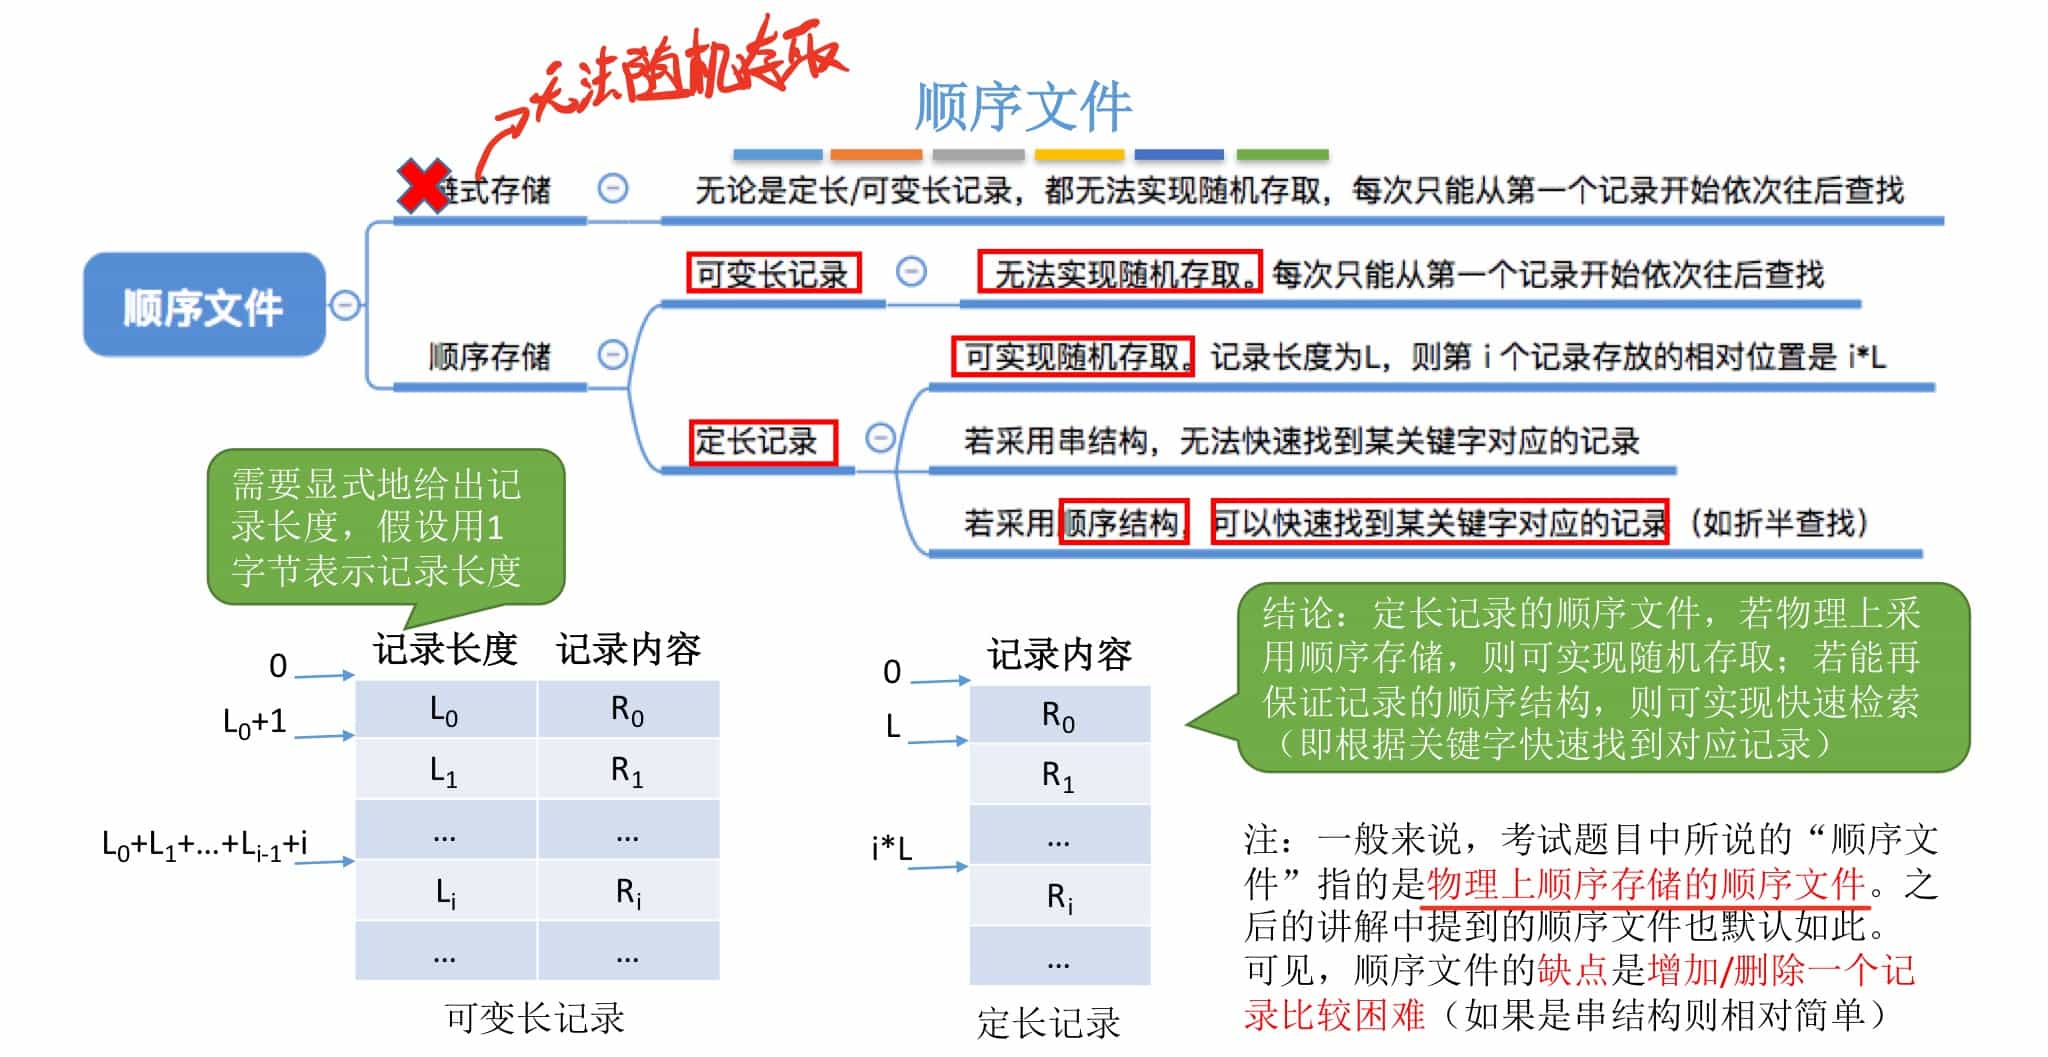 无法随机存取
顺序文件
链式存储
无论是定长/可变长记录，都无法实现随机存取，每次只能从第一个记录开始依次往后查找
可变长记录
无法实现随机存取。每次只能从第一个记录开始依次往后查找
顺序文件
顺序存储
可实现随机存取。记录长度为L，则第 i 个记录存放的相对位置是 i*L
定长记录
若采用串结构，无法快速找到某关键字对应的记录
若采用顺序结构，可以快速找到某关键字对应的记录（如折半查找）
需要显式地给出记
录长度，假设用1
字节表示记录长度
记录长度 记录内容
0
L₀ R₀
L₀+1
L₁ R₁
... ...
L₀+L₁+...+Lᵢ₋₁+i
Lᵢ Rᵢ
... ...
可变长记录
记录内容
0
R₀
L
R₁
...
i*L
Rᵢ
...
定长记录
结论：定长记录的顺序文件，若物理上采
用顺序存储，则可实现随机存取；若能再
保证记录的顺序结构，则可实现快速检索
（即根据关键字快速找到对应记录）
注：一般来说，考试题目中所说的“顺序文
件”指的是物理上顺序存储的顺序文件。之
后的讲解中提到的顺序文件也默认如此。
可见，顺序文件的缺点是增加/删除一个记
录比较困难（如果是串结构则相对简单）